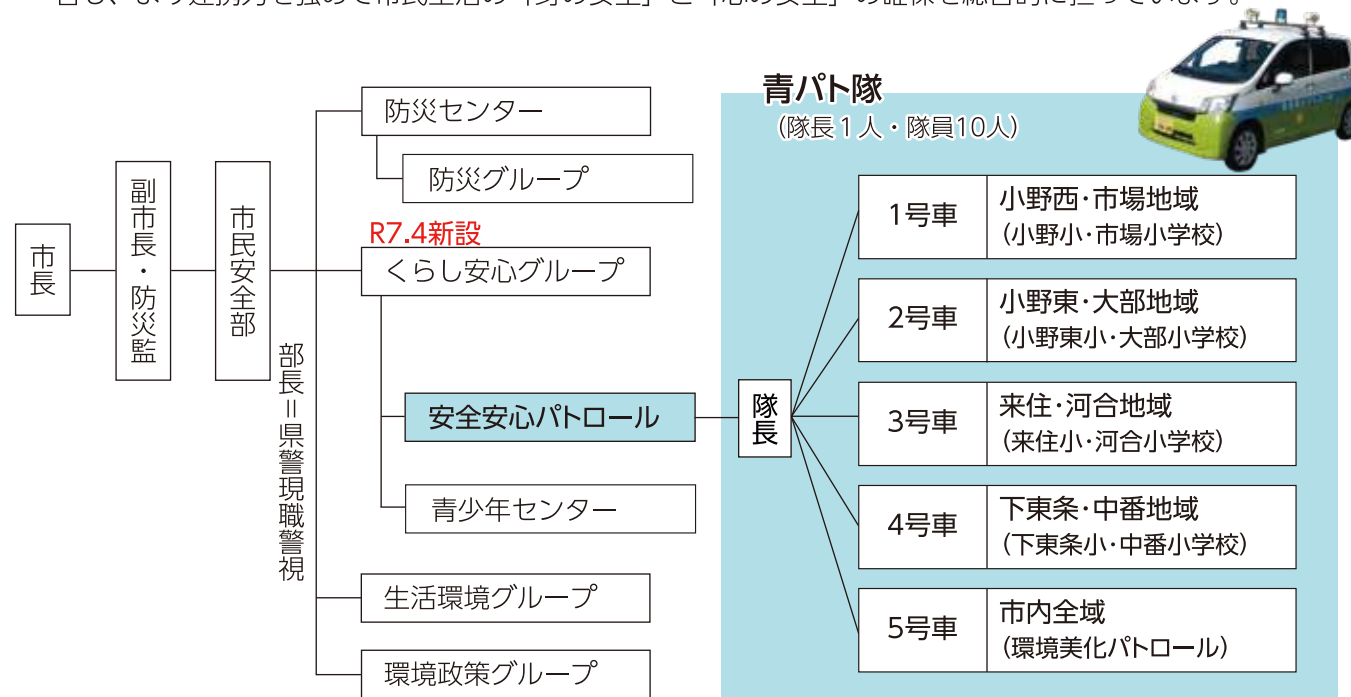 市長
副市長・防災監
市民安全部
部長＝県警現職警視
防災センター
防災グループ
R7.4新設
くらし安心グループ
安全安心パトロール
青少年センター
生活環境グループ
環境政策グループ
青パト隊
（隊長１人・隊員10人）
隊長
1号車
小野西・市場地域
（小野小・市場小学校）
2号車
小野東・大部地域
（小野東小・大部小学校）
3号車
来住・河合地域
（来住小・河合小学校）
4号車
下東条・中番地域
（下東条小・中番小学校）
5号車
市内全域
（環境美化パトロール）